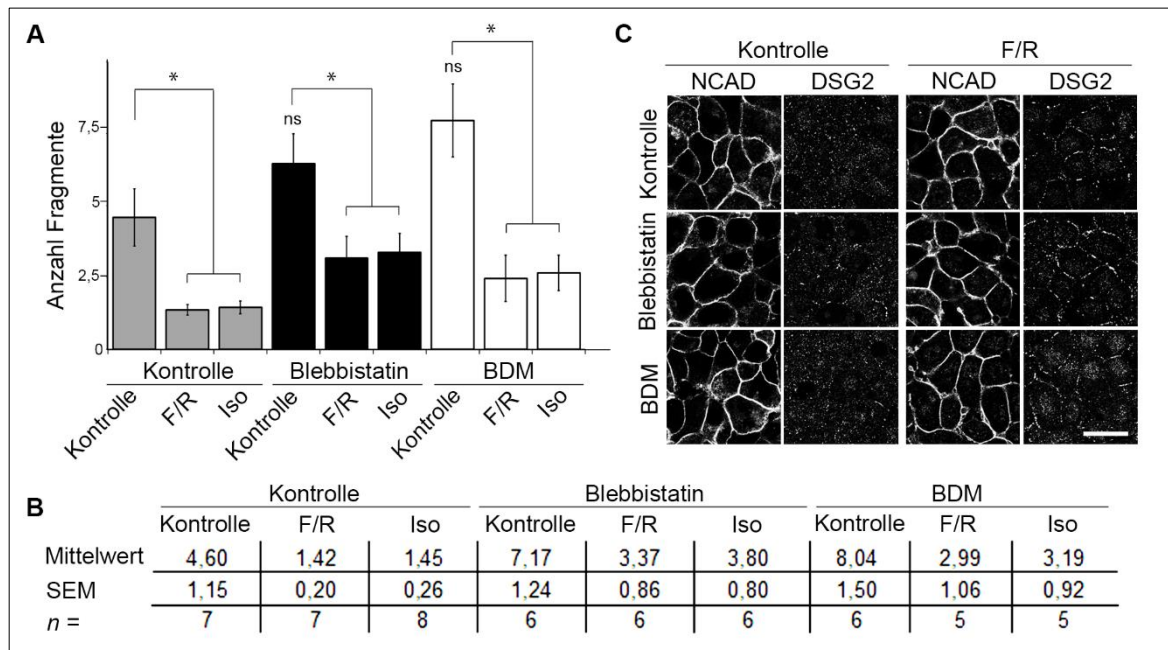 A
*
*
*
ns
ns
Anzahl Fragmente
7,5
5
2,5
0
Kontrolle Blebbistatin BDM
Kontrolle F/R Iso Kontrolle F/R Iso Kontrolle F/R Iso
C
Kontrolle F/R
NCAD DSG2 NCAD DSG2
Kontrolle
Blebbistatin
BDM
B
Kontrolle Blebbistatin BDM
Kontrolle F/R Iso Kontrolle F/R Iso Kontrolle F/R Iso
Mittelwert 4,60 1,42 1,45 7,17 3,37 3,80 8,04 2,99 3,19
SEM 1,15 0,20 0,26 1,24 0,86 0,80 1,50 1,06 0,92
n = 7 7 8 6 6 6 6 5 5